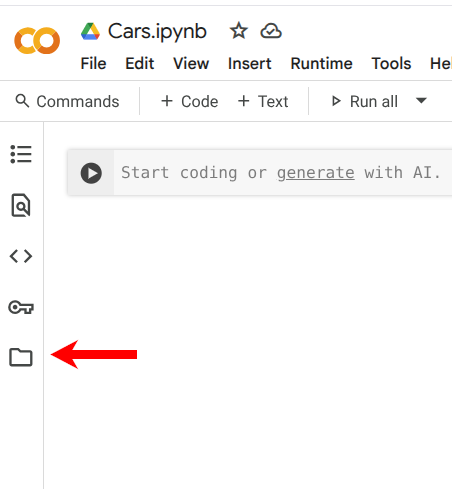 Cars.ipynb
File Edit View Insert Runtime Tools He
Commands + Code + Text Run all
Start coding or generate with AI.